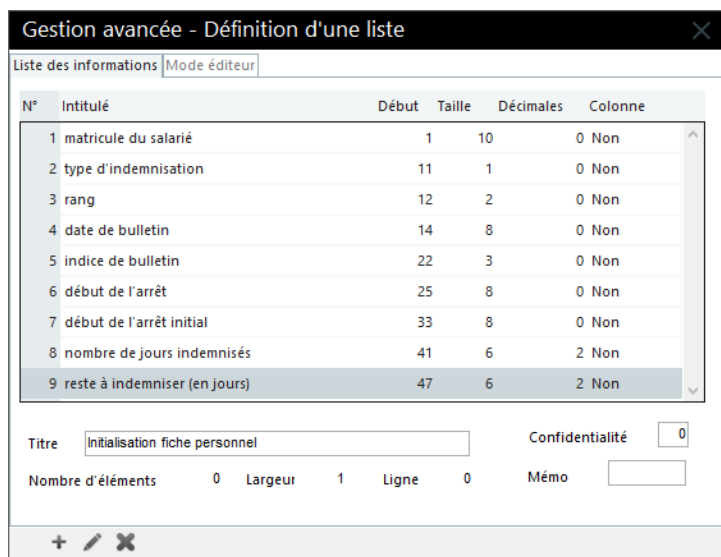 Gestion avancée - Définition d'une liste
Liste des informations Mode éditeur
N° Intitulé Début Taille Décimales Colonne
1 matricule du salarié 1 10 0 Non
2 type d'indemnisation 11 1 0 Non
3 rang 12 2 0 Non
4 date de bulletin 14 8 0 Non
5 indice de bulletin 22 3 0 Non
6 début de l'arrêt 25 8 0 Non
7 début de l'arrêt initial 33 8 0 Non
8 nombre de jours indemnisés 41 6 2 Non
9 reste à indemniser (en jours) 47 6 2 Non
Titre Initialisation fiche personnel Confidentialité 0
Nombre d'éléments 0 Largeur 1 Ligne 0 Mémo